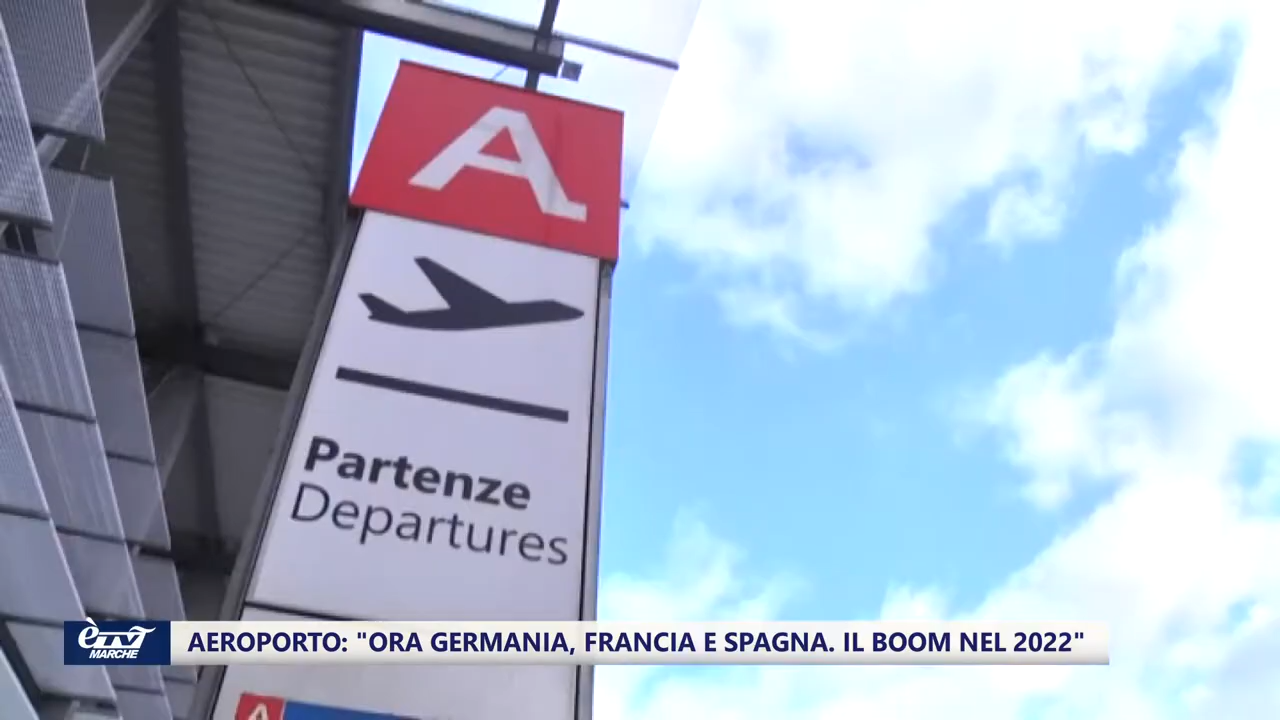 A
Partenze
Departures
èTV
MARCHE
AEROPORTO: "ORA GERMANIA, FRANCIA E SPAGNA. IL BOOM NEL 2022"
A